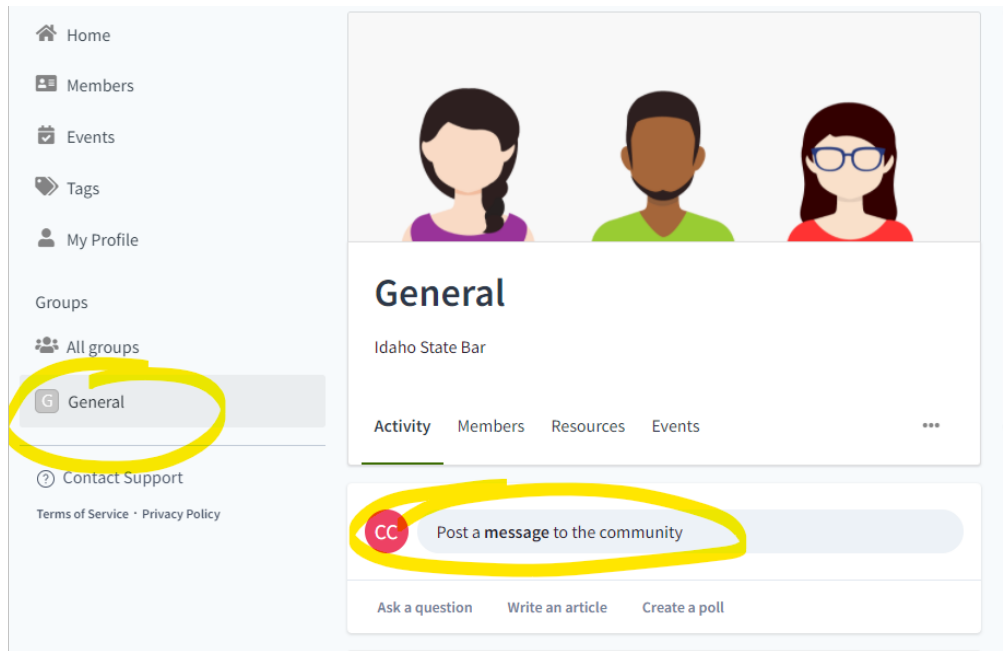 Home
Members
Events
Tags
My Profile
Groups
All groups
G General
Contact Support
Terms of Service · Privacy Policy
General
Idaho State Bar
Activity Members Resources Events
CC Post a message to the community
Ask a question Write an article Create a poll